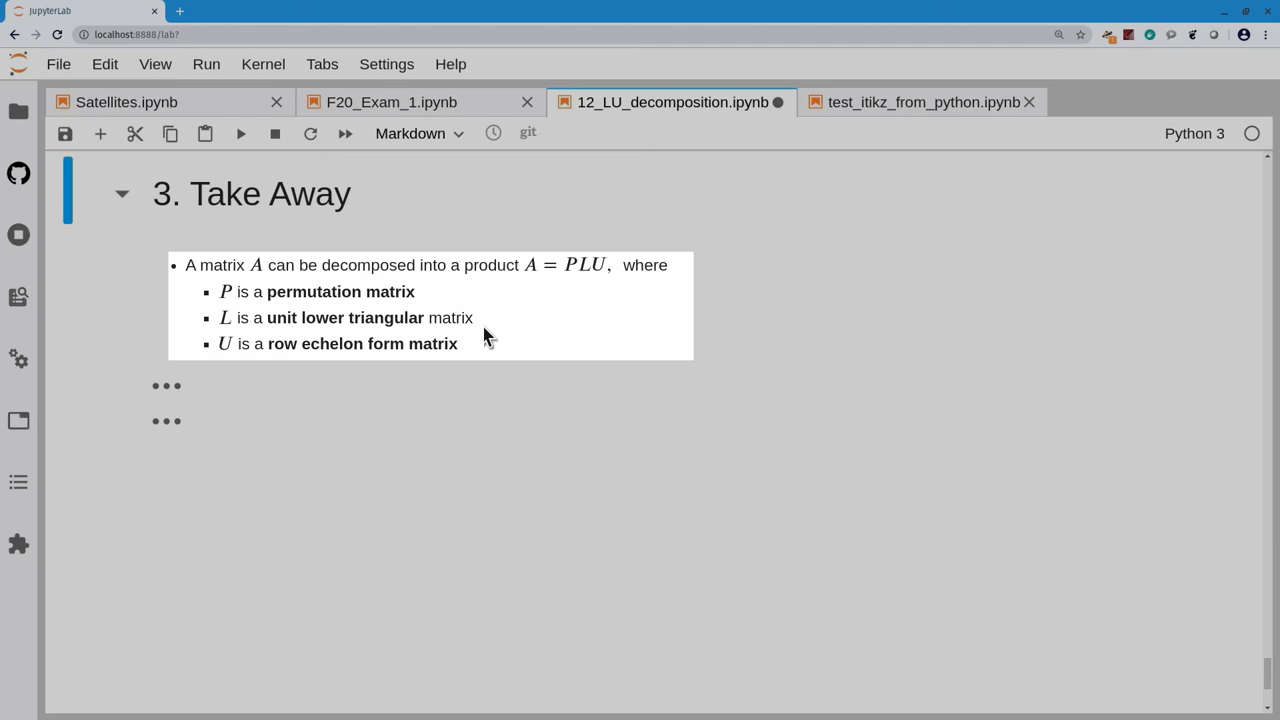 JupyterLab
localhost:8888/lab?
File Edit View Run Kernel Tabs Settings Help
Satellites.ipynb F20_Exam_1.ipynb 12_LU_decomposition.ipynb test_itikz_from_python.ipynb
Markdown git Python 3
3. Take Away
• A matrix A can be decomposed into a product A = PLU, where
▪ P is a permutation matrix
▪ L is a unit lower triangular matrix
▪ U is a row echelon form matrix
•••
•••